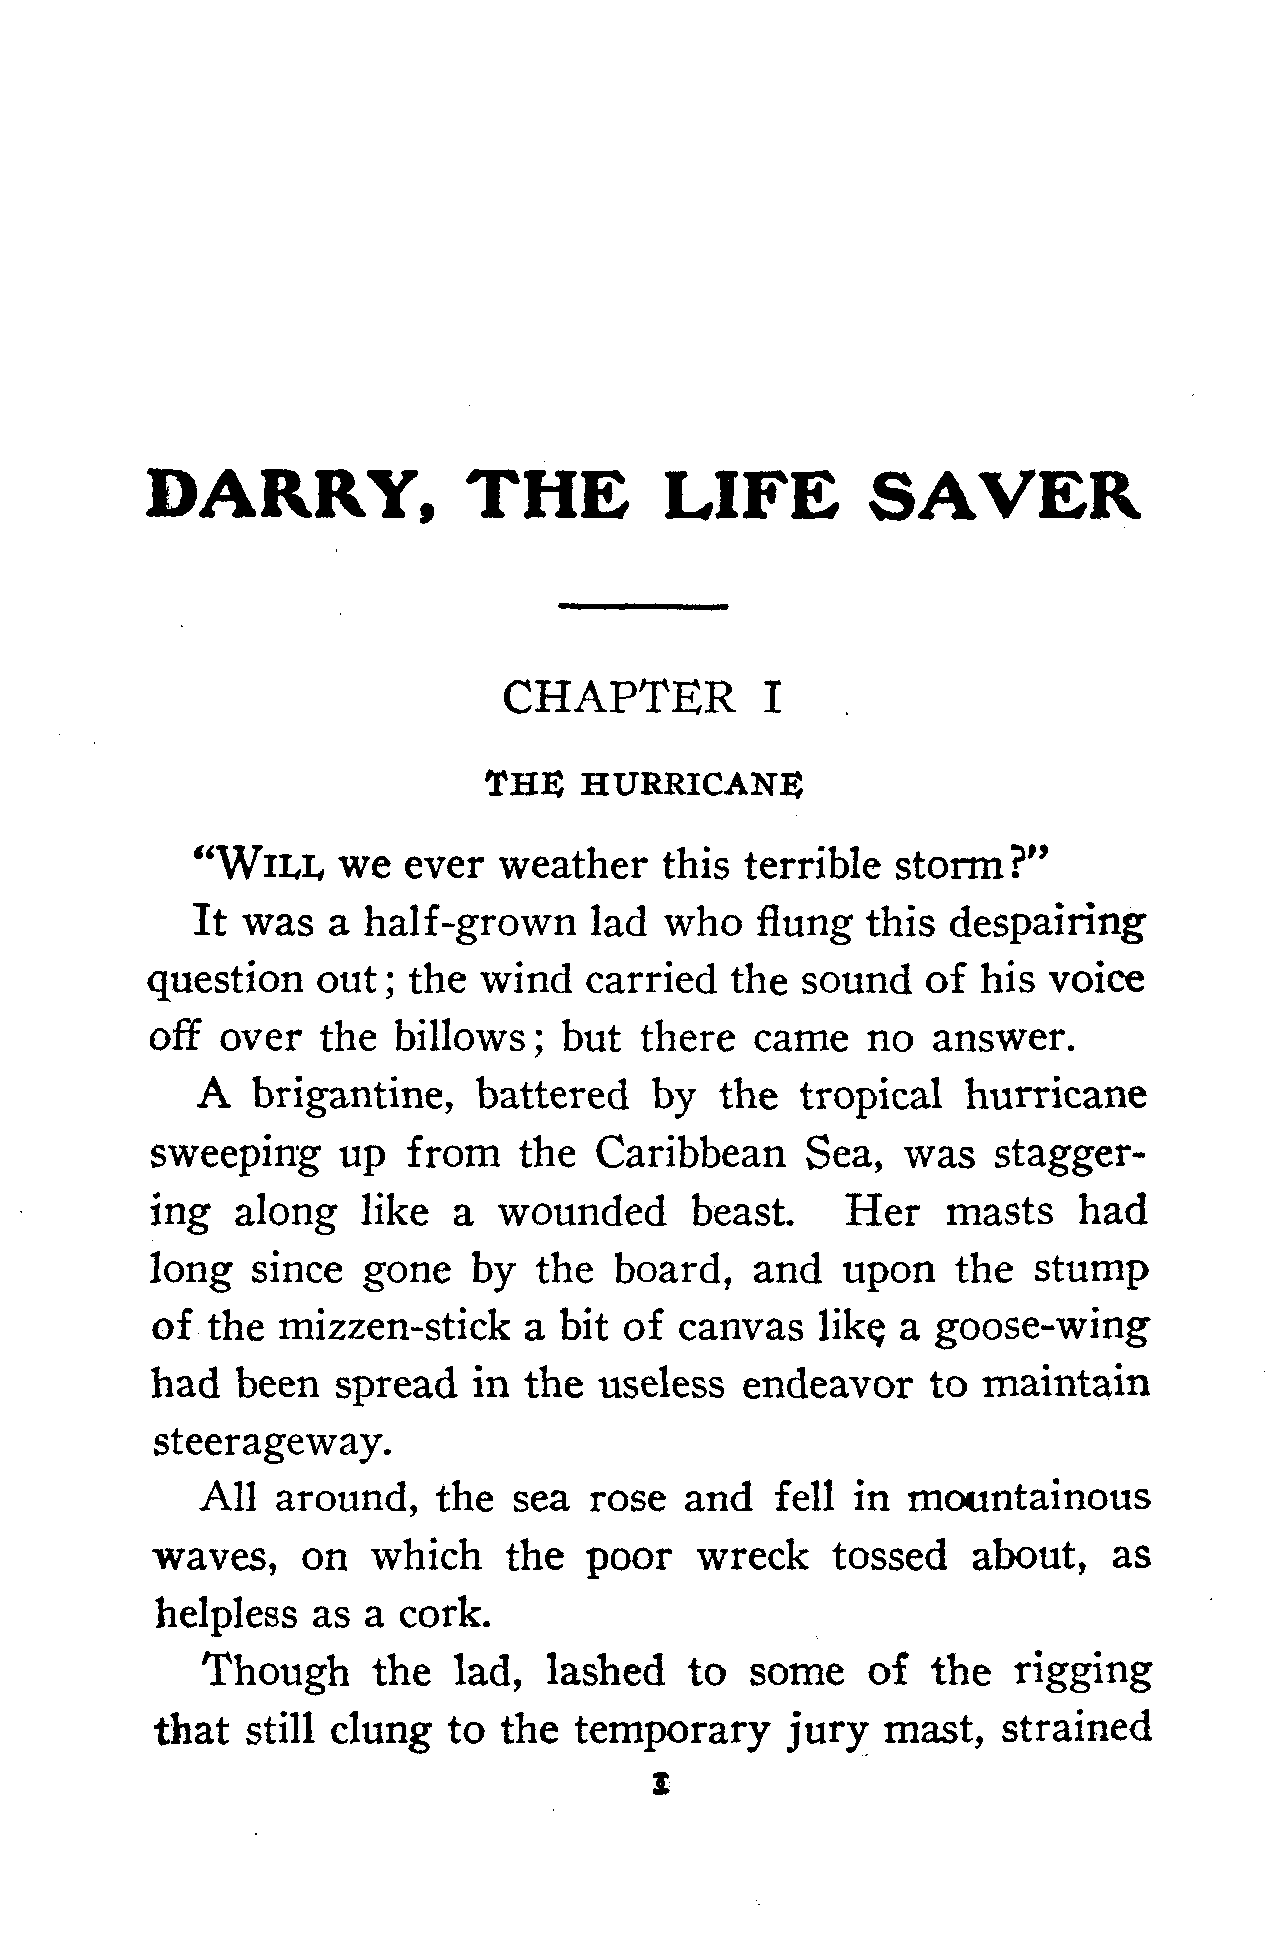 DARRY, THE LIFE SAVER
CHAPTER I
THE HURRICANE
"WILL we ever weather this terrible storm?"
It was a half-grown lad who flung this despairing
question out; the wind carried the sound of his voice
off over the billows; but there came no answer.
A brigantine, battered by the tropical hurricane
sweeping up from the Caribbean Sea, was stagger-
ing along like a wounded beast. Her masts had
long since gone by the board, and upon the stump
of the mizzen-stick a bit of canvas like a goose-wing
had been spread in the useless endeavor to maintain
steerageway.
All around, the sea rose and fell in mountainous
waves, on which the poor wreck tossed about, as
helpless as a cork.
Though the lad, lashed to some of the rigging
that still clung to the temporary jury mast, strained
1